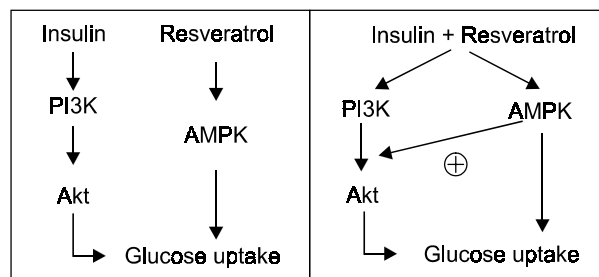 Insulin
Resveratrol
PI3K
AMPK
Akt
Glucose uptake
Insulin + Resveratrol
PI3K
AMPK
+
Akt
Glucose uptake